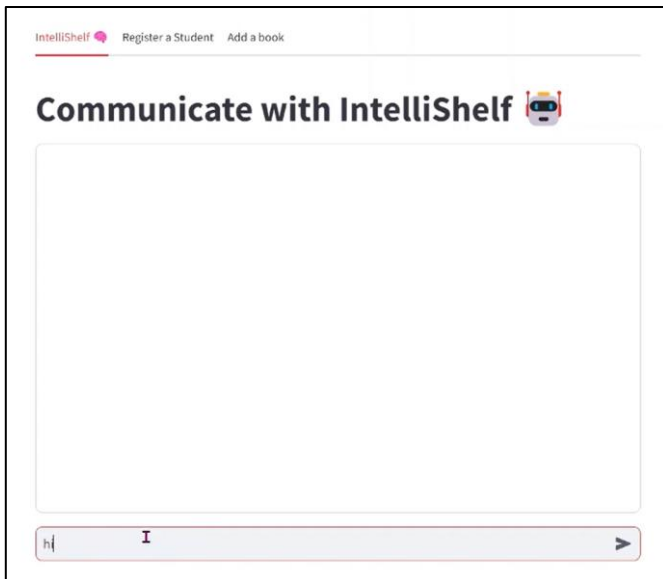 IntelliShelf 🧠 Register a Student Add a book
Communicate with IntelliShelf 🤖
hi